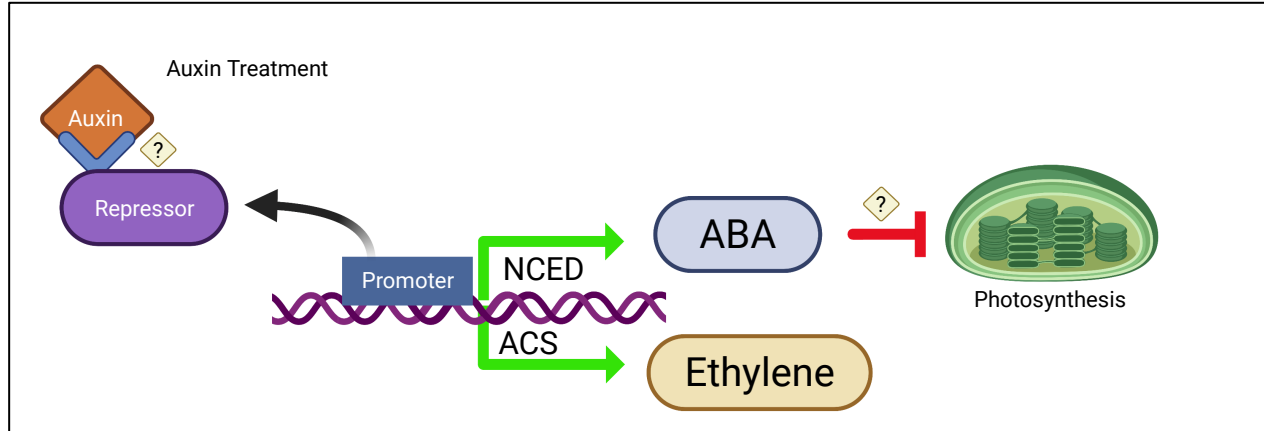 Auxin Treatment
Auxin
?
Repressor
Promoter
NCED
ACS
ABA
?
Ethylene
Photosynthesis